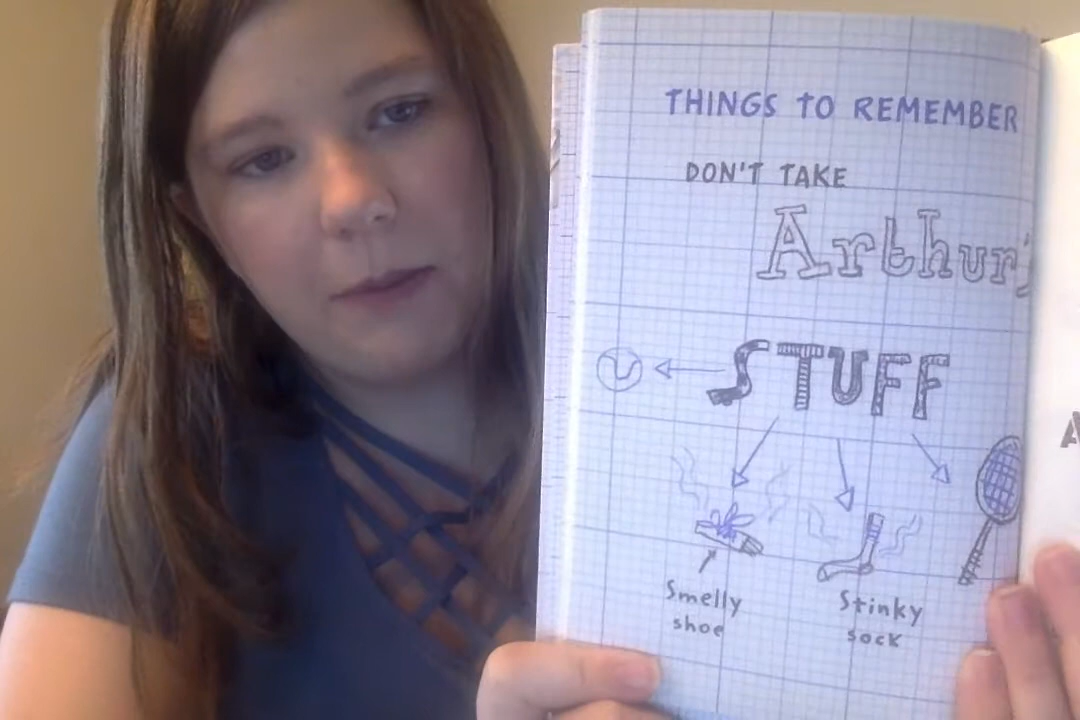 THINGS TO REMEMBER
DON'T TAKE
Arthur's
STUFF
Smelly
shoe
Stinky
sock
A